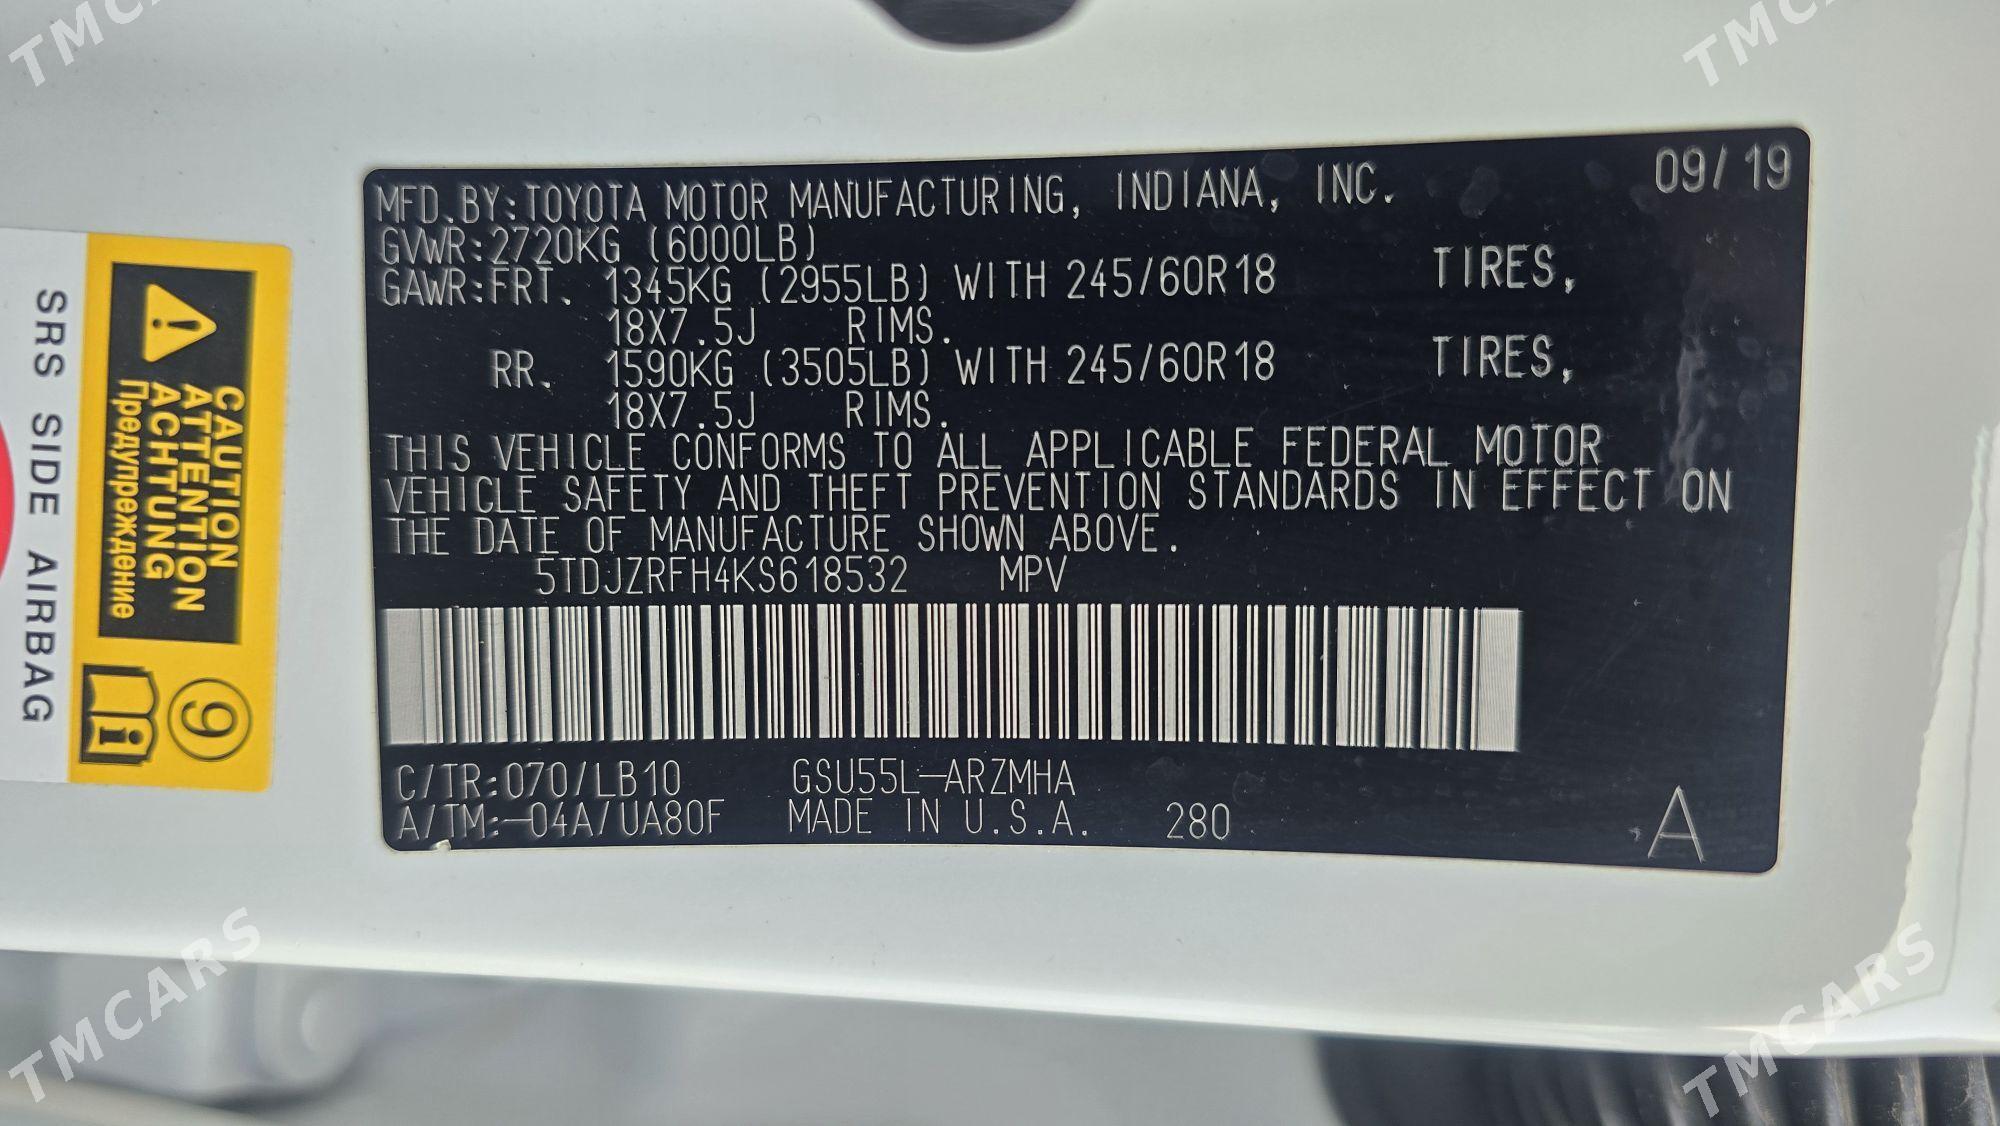 TMCARS
TMCARS
MFD.BY:TOYOTA MOTOR MANUFACTURING, INDIANA, INC. 09/19
GVWR:2720KG (6000LB)
GAWR:FRT. 1345KG (2955LB) WITH 245/60R18 TIRES,
18X7.5J RIMS.
RR. 1590KG (3505LB) WITH 245/60R18 TIRES,
18X7.5J RIMS.
THIS VEHICLE CONFORMS TO ALL APPLICABLE FEDERAL MOTOR
VEHICLE SAFETY AND THEFT PREVENTION STANDARDS IN EFFECT ON
THE DATE OF MANUFACTURE SHOWN ABOVE.
5TDJZRFH4KS618532 MPV
C/TR:070/LB10 GSU55L-ARZMHA
A/TM:-04A/UA80F MADE IN U.S.A. 280 A
CAUTION
ATTENTION
ACHTUNG
Предупреждение
9
SRS SIDE AIRBAG
TMCARS
TMCARS